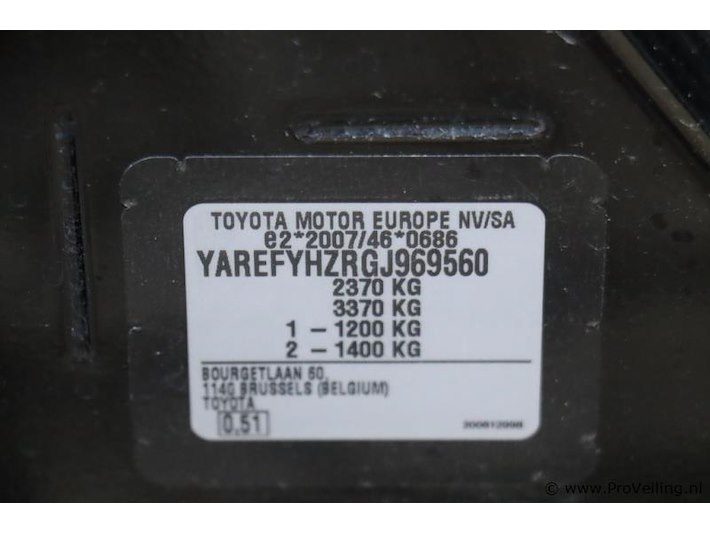 TOYOTA MOTOR EUROPE NV/SA
e2*2007/46*0686
YAREFYHZRGJ969560
2370 KG
3370 KG
1 - 1200 KG
2 - 1400 KG
BOURGETLAAN 60,
1140 BRUSSELS (BELGIUM)
TOYOTA
0.51
© www.ProVeiling.nl